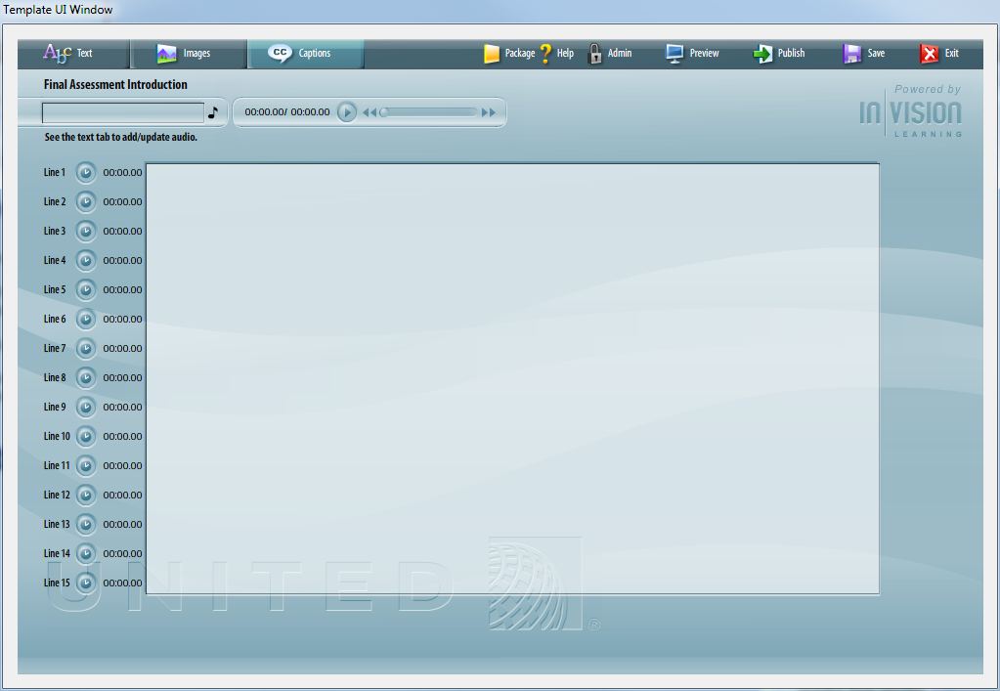 Template UI Window
Abc Text Images CC Captions Package ? Help Admin Preview Publish Save Exit
Final Assessment Introduction
Powered by
IN VISION
LEARNING
00:00.00/ 00:00.00
See the text tab to add/update audio.
Line 1 00:00.00
Line 2 00:00.00
Line 3 00:00.00
Line 4 00:00.00
Line 5 00:00.00
Line 6 00:00.00
Line 7 00:00.00
Line 8 00:00.00
Line 9 00:00.00
Line 10 00:00.00
Line 11 00:00.00
Line 12 00:00.00
Line 13 00:00.00
Line 14 00:00.00
Line 15 00:00.00
UNITED ®